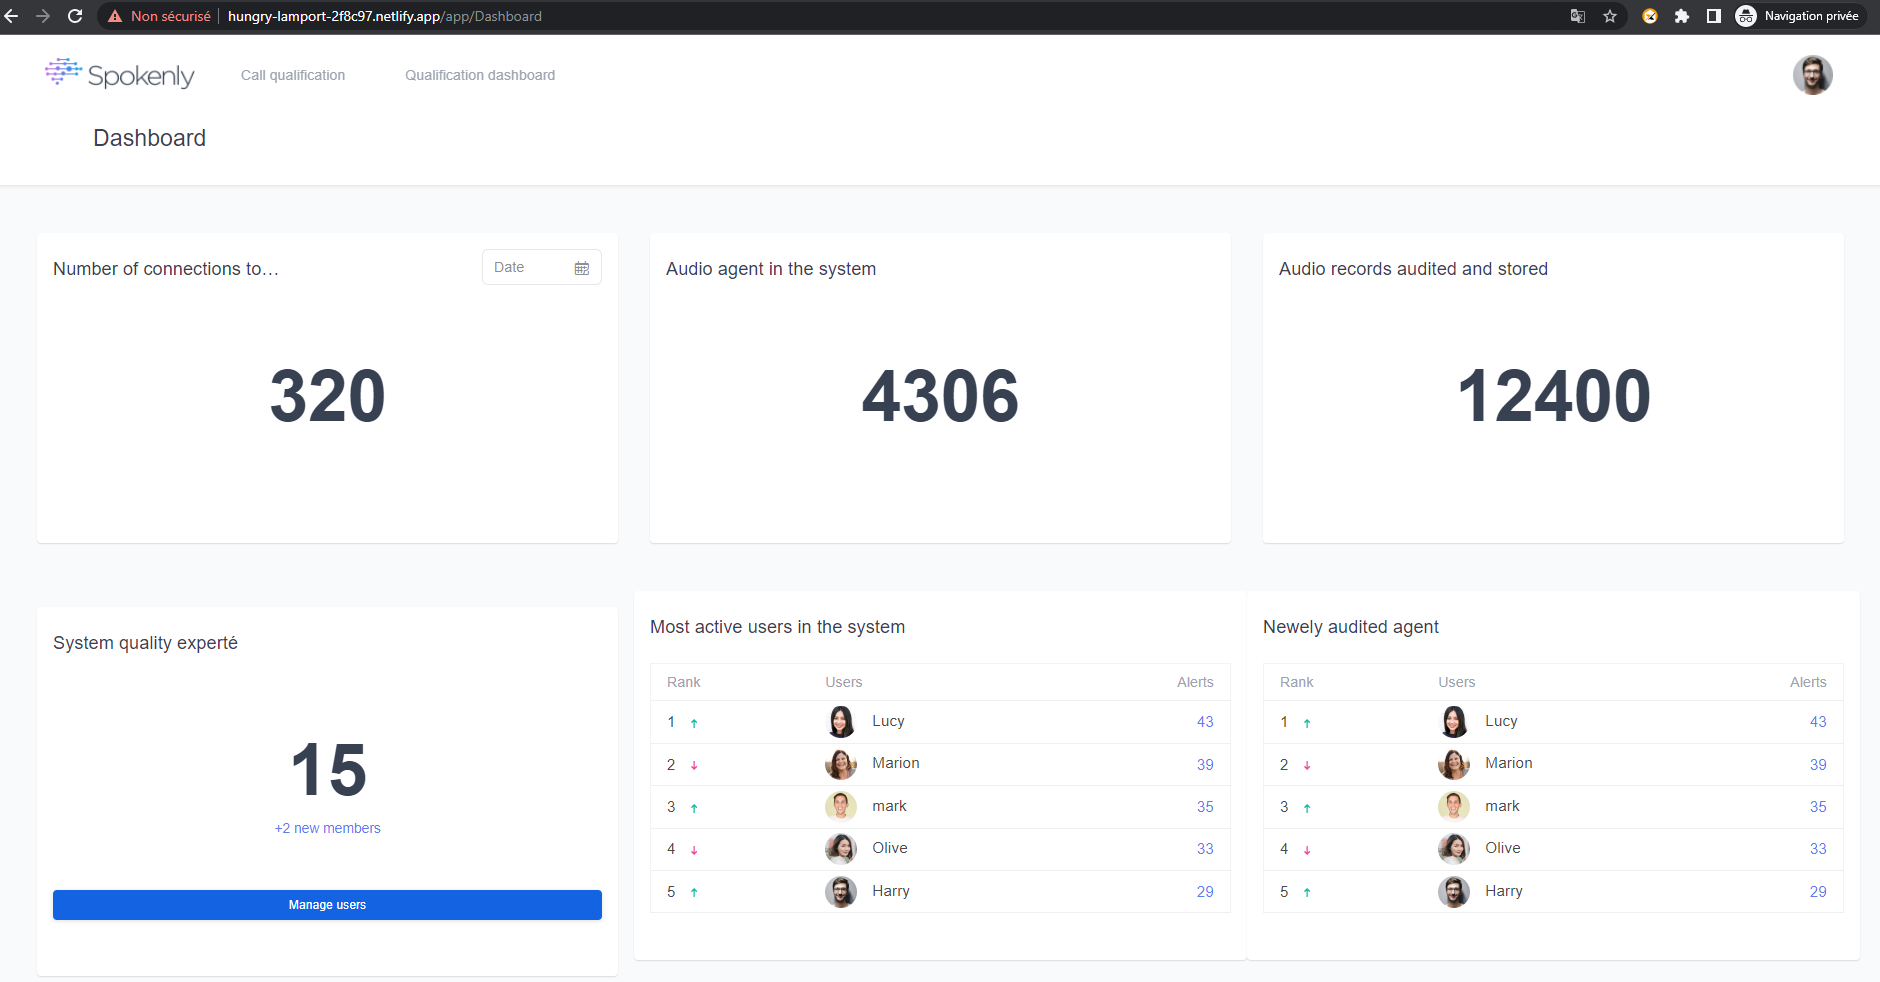 Non sécurisé hungry-lamport-2f8c97.netlify.app/app/Dashboard Navigation privée
Spokenly Call qualification Qualification dashboard
Dashboard
Number of connections to… Date
320
Audio agent in the system
4306
Audio records audited and stored
12400
System quality experté
15
+2 new members
Manage users
Most active users in the system
Rank Users Alerts
1 Lucy 43
2 Marion 39
3 mark 35
4 Olive 33
5 Harry 29
Newely audited agent
Rank Users Alerts
1 Lucy 43
2 Marion 39
3 mark 35
4 Olive 33
5 Harry 29